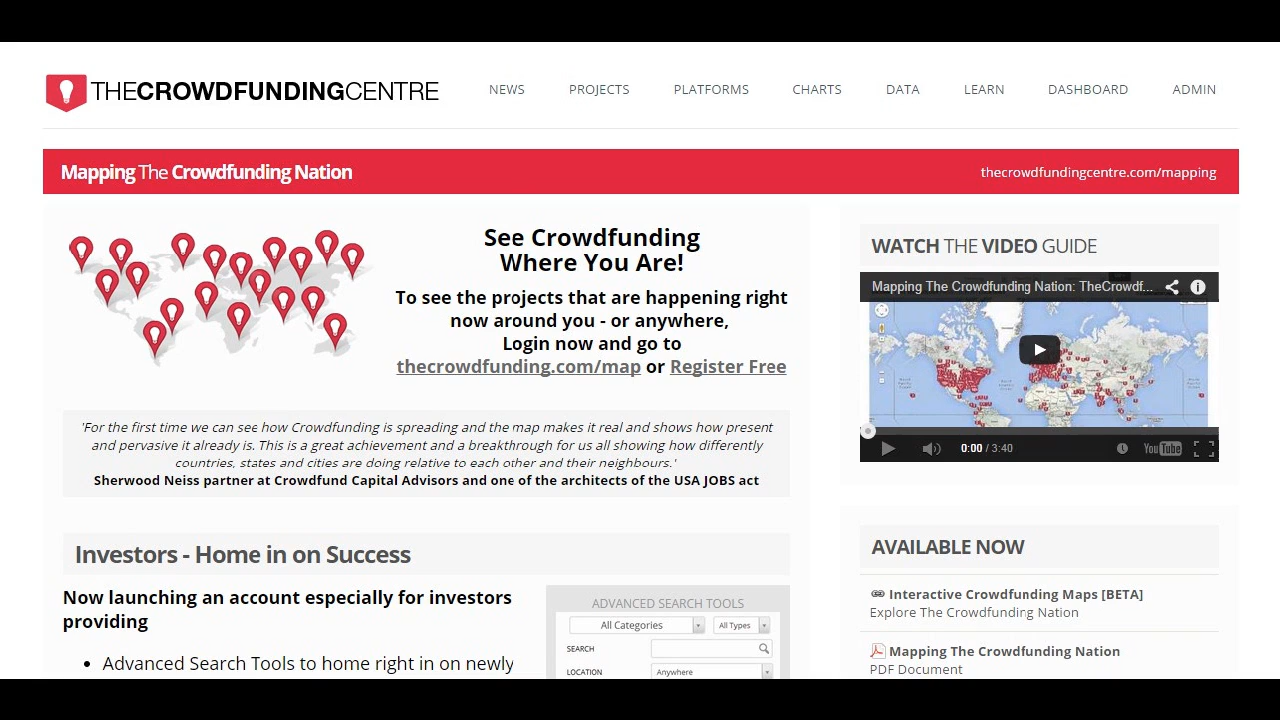 THECROWDFUNDINGCENTRE
NEWS PROJECTS PLATFORMS CHARTS DATA LEARN DASHBOARD ADMIN
Mapping The Crowdfunding Nation
thecrowdfundingcentre.com/mapping
See Crowdfunding
Where You Are!
To see the projects that are happening right
now around you - or anywhere,
Login now and go to
thecrowdfunding.com/map or Register Free
'For the first time we can see how Crowdfunding is spreading and the map makes it real and shows how present
and pervasive it already is. This is a great achievement and a breakthrough for us all showing how differently
countries, states and cities are doing relative to each other and their neighbours.'
Sherwood Neiss partner at Crowdfund Capital Advisors and one of the architects of the USA JOBS act
Investors - Home in on Success
Now launching an account especially for investors
providing
• Advanced Search Tools to home right in on newly
ADVANCED SEARCH TOOLS
All Categories All Types
SEARCH
LOCATION Anywhere
WATCH THE VIDEO GUIDE
Mapping The Crowdfunding Nation: TheCrowdf...
0:00 / 3:40
YouTube
AVAILABLE NOW
Interactive Crowdfunding Maps [BETA]
Explore The Crowdfunding Nation
Mapping The Crowdfunding Nation
PDF Document